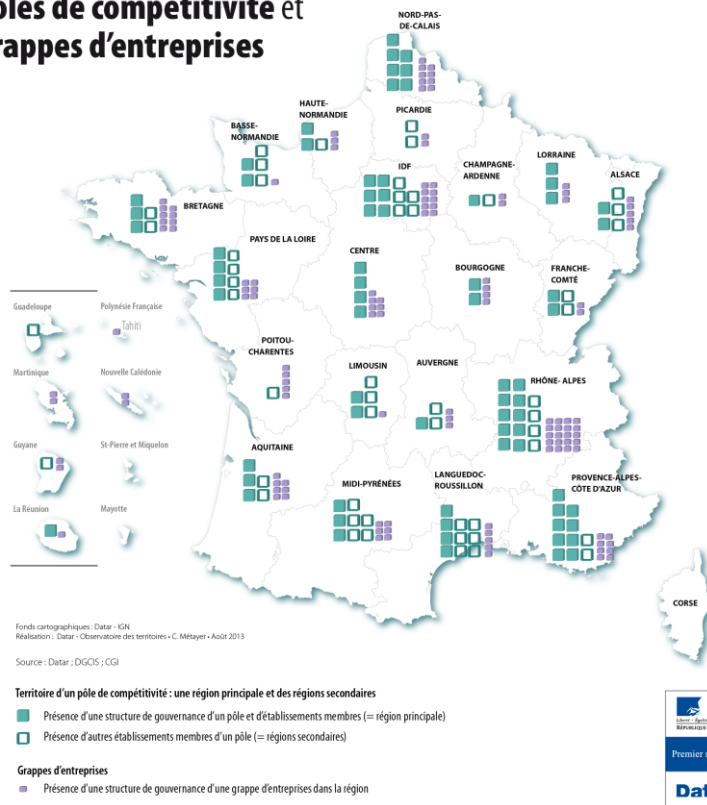 ôles de compétitivité et
rappes d'entreprises
NORD-PAS-
DE-CALAIS
HAUTE-
NORMANDIE
PICARDIE
BASSE-
NORMANDIE
IDF
CHAMPAGNE-
ARDENNE
LORRAINE
ALSACE
BRETAGNE
PAYS DE LA LOIRE
CENTRE
BOURGOGNE
FRANCHE-
COMTÉ
Guadeloupe
Polynésie Française
Tahiti
POITOU-
CHARENTES
LIMOUSIN
AUVERGNE
RHÔNE- ALPES
Martinique
Nouvelle Calédonie
Guyane
St-Pierre et Miquelon
AQUITAINE
MIDI-PYRÉNÉES
LANGUEDOC-
ROUSSILLON
PROVENCE-ALPES-
CÔTE D'AZUR
La Réunion
Mayotte
CORSE
Fonds cartographiques : Datar - IGN
Réalisation : Datar - Observatoire des territoires • C. Métayer • Août 2013
Source : Datar ; DGCIS ; CGI
Territoire d'un pôle de compétitivité : une région principale et des régions secondaires
Présence d'une structure de gouvernance d'un pôle et d'établissements membres (= région principale)
Présence d'autres établissements membres d'un pôle (= régions secondaires)
Grappes d'entreprises
Présence d'une structure de gouvernance d'une grappe d'entreprises dans la région
Premier
Dat